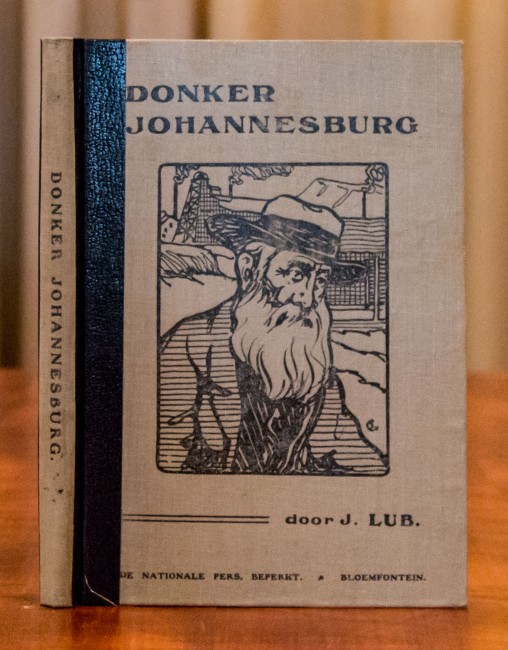 DONKER JOHANNESBURG.
DONKER
JOHANNESBURG
door J. LUB.
DE NATIONALE PERS, BEPERKT. BLOEMFONTEIN.